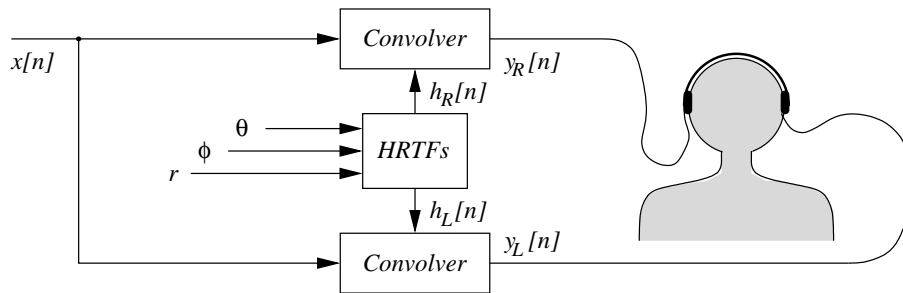 Convolver
x[n]
y_R[n]
h_R[n]
θ
ϕ
r
HRTFs
h_L[n]
y_L[n]
Convolver